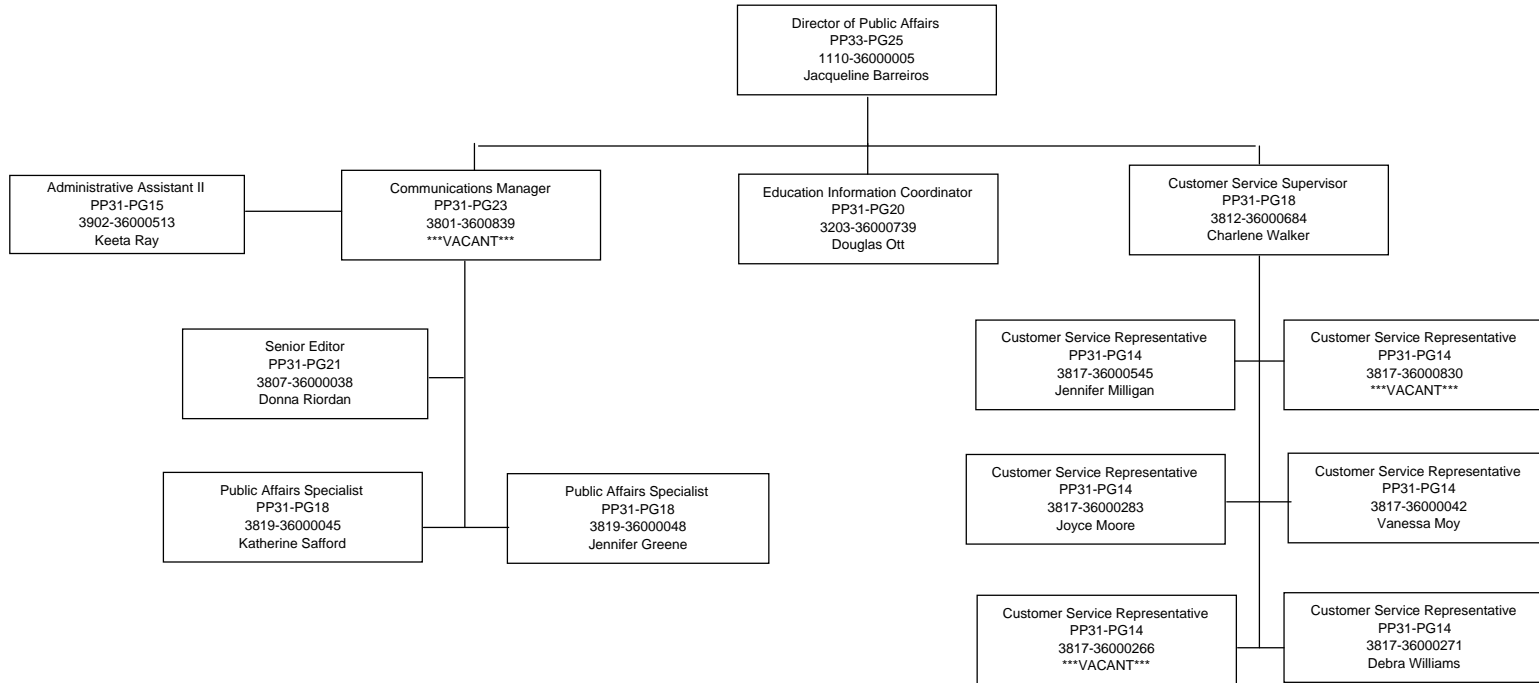 Director of Public Affairs
PP33-PG25
1110-36000005
Jacqueline Barreiros
Administrative Assistant II
PP31-PG15
3902-36000513
Keeta Ray
Communications Manager
PP31-PG23
3801-3600839
***VACANT***
Education Information Coordinator
PP31-PG20
3203-36000739
Douglas Ott
Customer Service Supervisor
PP31-PG18
3812-36000684
Charlene Walker
Senior Editor
PP31-PG21
3807-36000038
Donna Riordan
Customer Service Representative
PP31-PG14
3817-36000545
Jennifer Milligan
Customer Service Representative
PP31-PG14
3817-36000830
***VACANT***
Public Affairs Specialist
PP31-PG18
3819-36000045
Katherine Safford
Public Affairs Specialist
PP31-PG18
3819-36000048
Jennifer Greene
Customer Service Representative
PP31-PG14
3817-36000283
Joyce Moore
Customer Service Representative
PP31-PG14
3817-36000042
Vanessa Moy
Customer Service Representative
PP31-PG14
3817-36000266
***VACANT***
Customer Service Representative
PP31-PG14
3817-36000271
Debra Williams